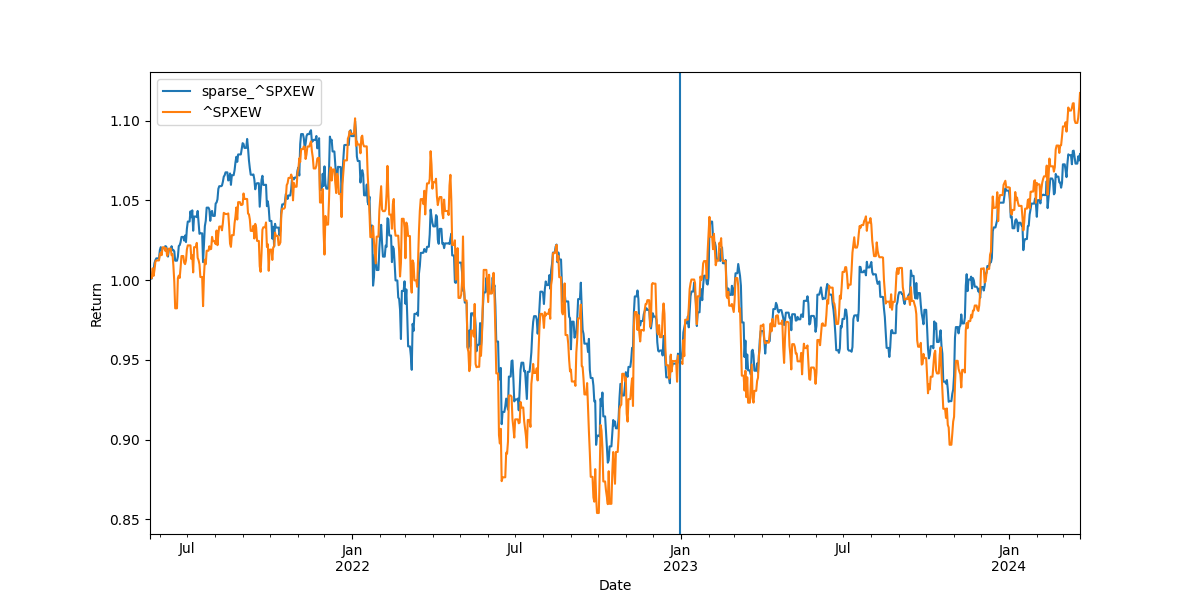 sparse_^SPXEW
^SPXEW
1.10
1.05
1.00
0.95
0.90
0.85
Return
Jul
Jan
2022
Jul
Jan
2023
Jul
Jan
2024
Date